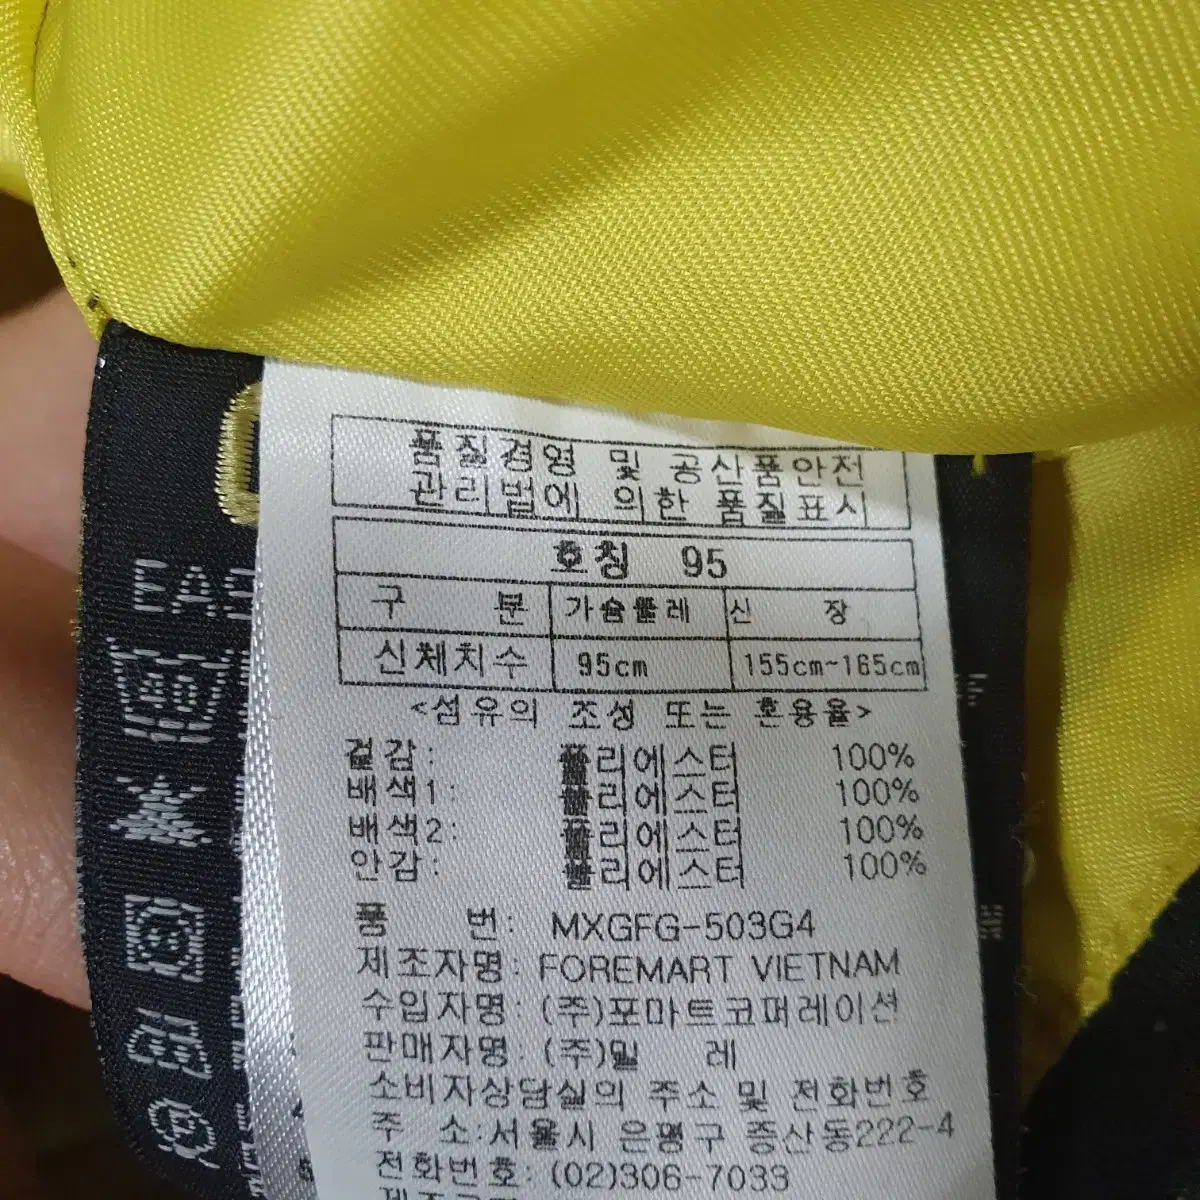 품질경영 및 공산품안전
관리법에 의한 품질표시
호칭 95
구 분 가슴둘레 신 장
신체치수 95cm 155cm~165cm
<섬유의 조성 또는 혼용율>
겉감: 폴리에스터 100%
배색1: 폴리에스터 100%
배색2: 폴리에스터 100%
안감: 폴리에스터 100%
품 번: MXGFG-503G4
제조자명: FOREMART VIETNAM
수입자명: (주)포마트코퍼레이션
판매자명: (주)밀 레
소비자상담실의 주소 및 전화번호
주 소:서울시 은평구 증산동222-4
전화번호: (02)306-7033